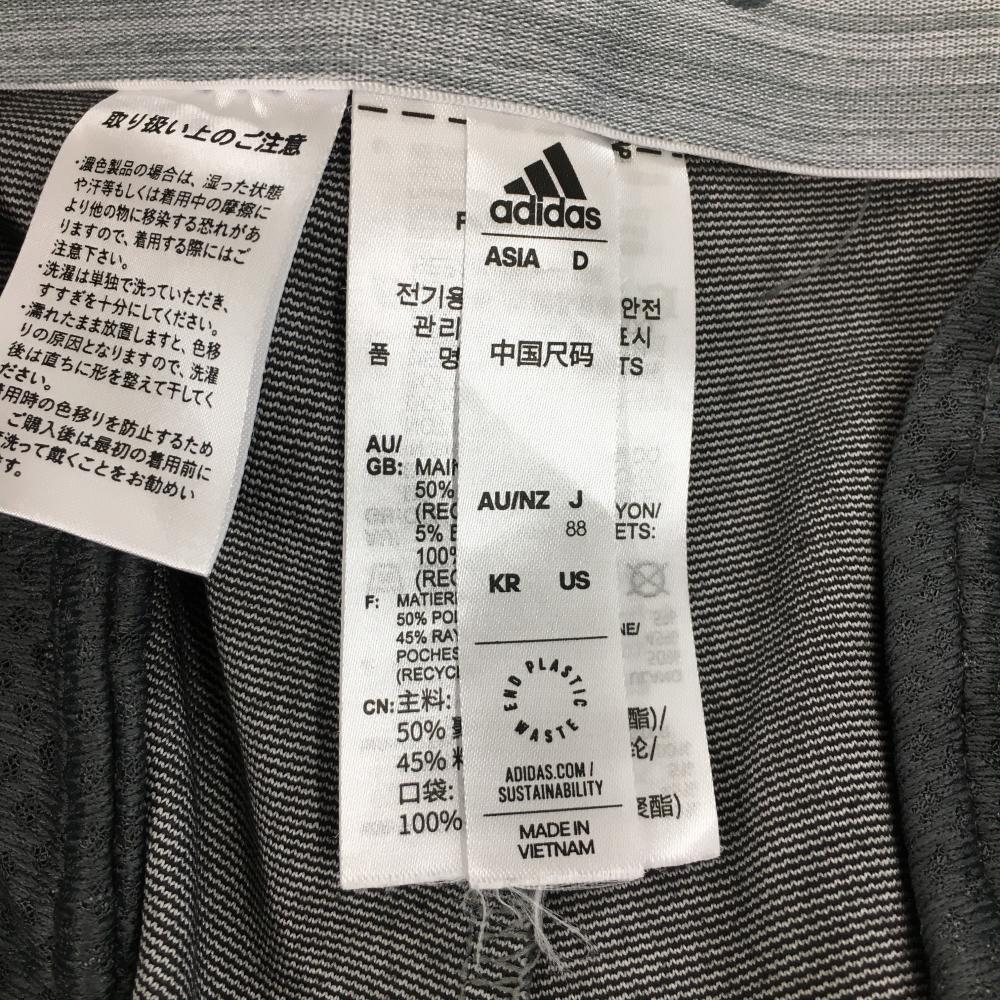 取り扱い上のご注意
・濃色製品の場合は、湿った状態
や汗等もしくは着用中の摩擦に
より他の物に移染する恐れがあ
りますので、着用する際にはご
注意下さい。
・洗濯は単独で洗っていただき、
すすぎを十分にしてください。
・濡れたまま放置しますと、色移
りの原因となりますので、洗濯
後は直ちに形を整えて干してく
ださい。
着用時の色移りを防止するため
ご購入後は最初の着用前に
洗って戴くことをお勧めい
ます。
adidas
ASIA D
中国尺码
AU/NZ J
88
KR US
END PLASTIC WASTE
ADIDAS.COM /
SUSTAINABILITY
MADE IN
VIETNAM
전기용 안전
관리 표시
품 명 TS
AU/
GB: MAIN
50%
(REC YON/
5% ETS:
100%
(REC
F: MATIER
50% POL
45% RAY NE/
POCHES
(RECYCL
CN: 主料:
50% 酯)/
45% 纶/
口袋:
100% 聚酯)